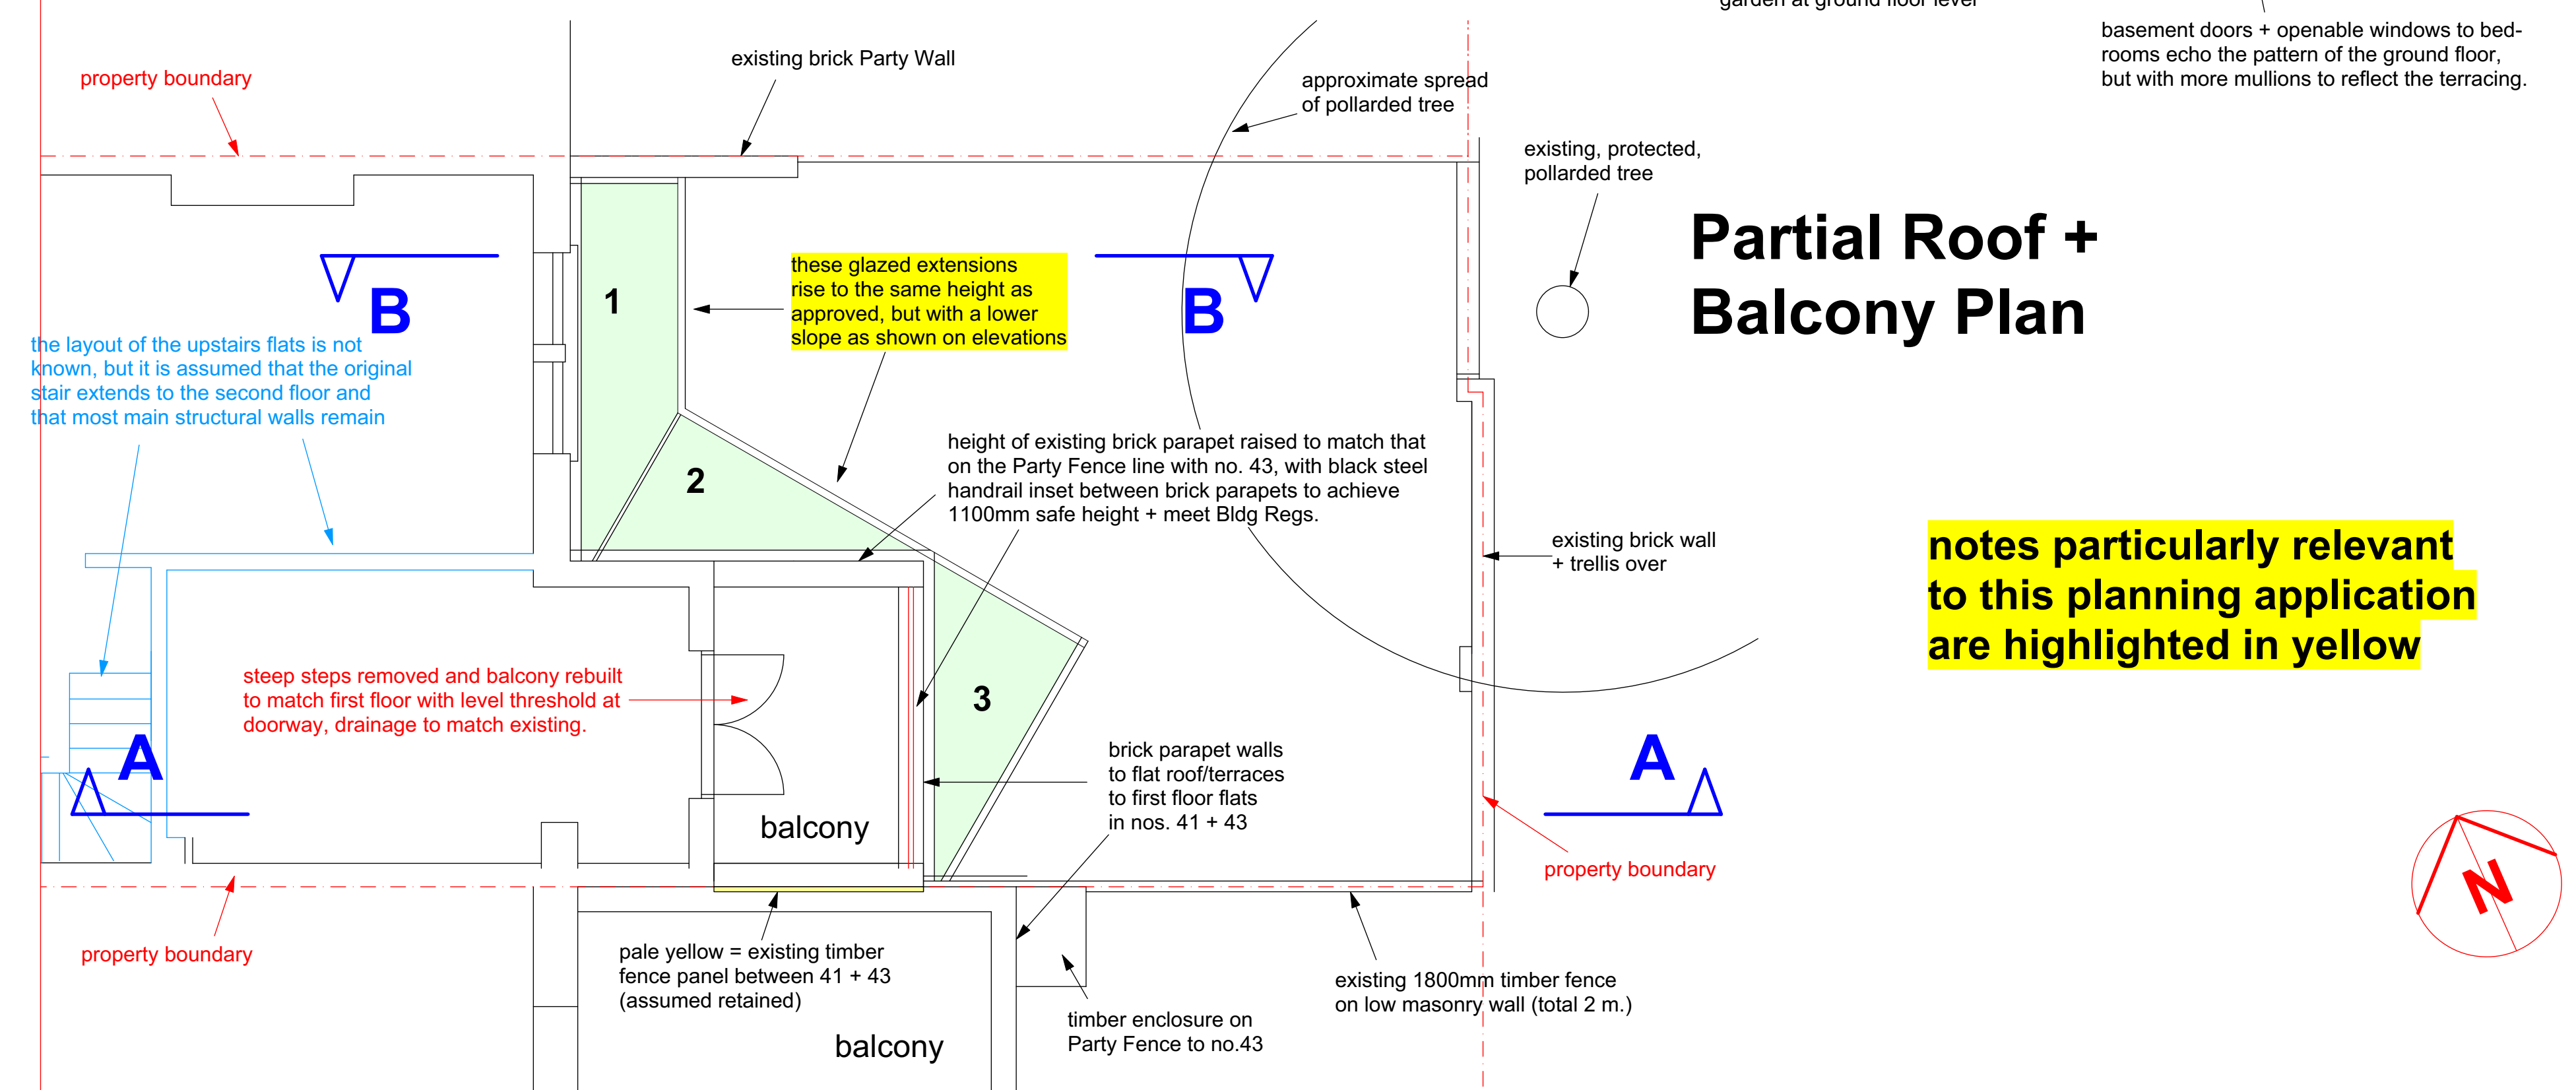 garden at ground floor level
basement doors + openable windows to bed-
rooms echo the pattern of the ground floor,
but with more mullions to reflect the terracing.
property boundary
existing brick Party Wall
approximate spread
of pollarded tree
existing, protected,
pollarded tree
Partial Roof +
Balcony Plan
these glazed extensions
rise to the same height as
approved, but with a lower
slope as shown on elevations
1
B
B
the layout of the upstairs flats is not
known, but it is assumed that the original
stair extends to the second floor and
that most main structural walls remain
2
height of existing brick parapet raised to match that
on the Party Fence line with no. 43, with black steel
handrail inset between brick parapets to achieve
1100mm safe height + meet Bldg Regs.
existing brick wall
+ trellis over
notes particularly relevant
to this planning application
are highlighted in yellow
steep steps removed and balcony rebuilt
to match first floor with level threshold at
doorway, drainage to match existing.
3
A
A
brick parapet walls
to flat roof/terraces
to first floor flats
in nos. 41 + 43
balcony
property boundary
N
property boundary
pale yellow = existing timber
fence panel between 41 + 43
(assumed retained)
existing 1800mm timber fence
on low masonry wall (total 2 m.)
timber enclosure on
Party Fence to no.43
balcony